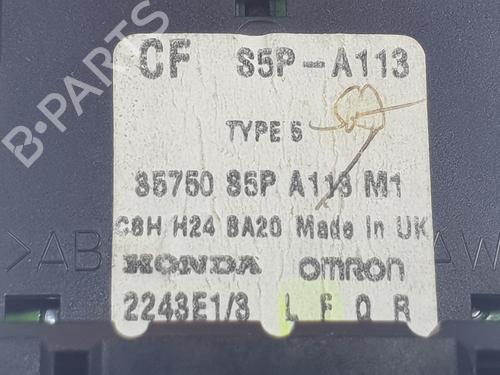 CF S5P-A113
TYPE 5
35750 S5P A113 M1
C8H H24 BA20 Made In UK
HONDA OMRON
2243E1/3 L F O R
>AB
B-PARTS